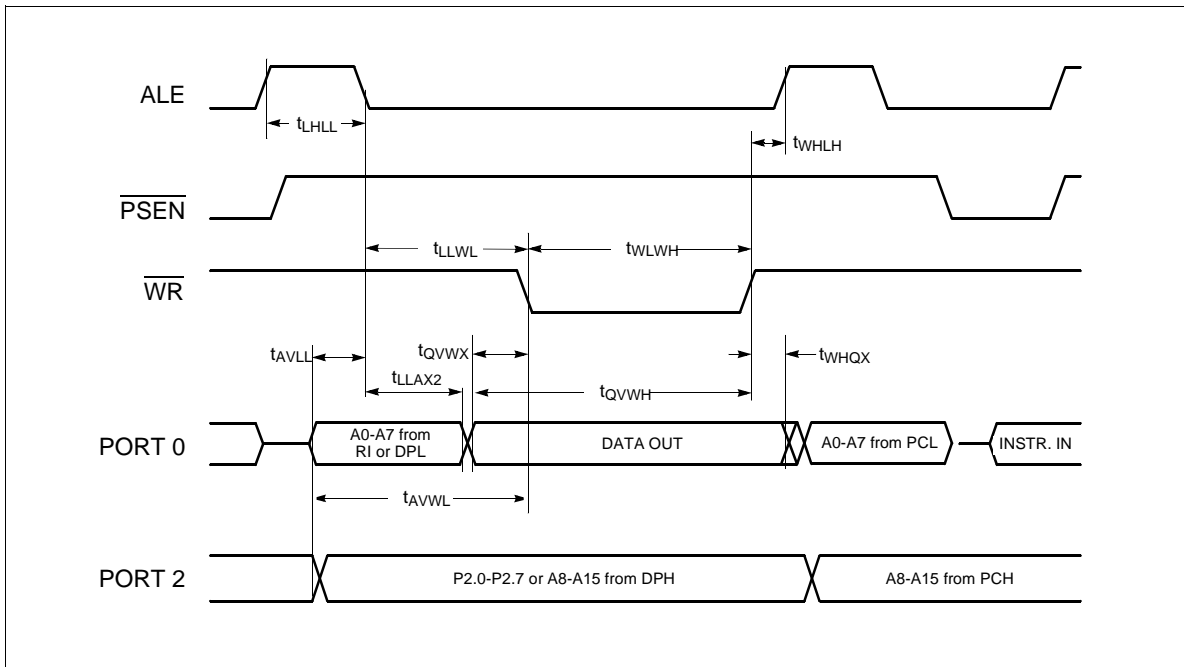 ALE
tLHLL
tWHLH
PSEN
tLLWL
tWLWH
WR
tAVLL
tQVWX
tWHQX
tLLAX2
tQVWH
PORT 0
A0-A7 from
RI or DPL
DATA OUT
A0-A7 from PCL
INSTR. IN
tAVWL
PORT 2
P2.0-P2.7 or A8-A15 from DPH
A8-A15 from PCH